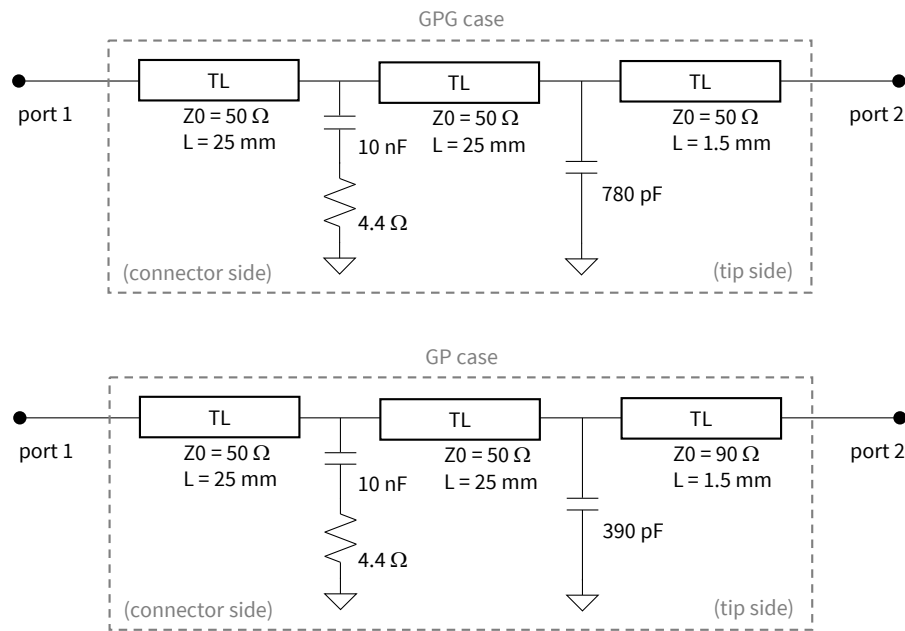 GPG case
TL
TL
TL
port 1
port 2
Z0 = 50 Ω
L = 25 mm
10 nF
Z0 = 50 Ω
L = 25 mm
Z0 = 50 Ω
L = 1.5 mm
780 pF
4.4 Ω
(connector side)
(tip side)
GP case
TL
TL
TL
port 1
port 2
Z0 = 50 Ω
L = 25 mm
10 nF
Z0 = 50 Ω
L = 25 mm
Z0 = 90 Ω
L = 1.5 mm
390 pF
4.4 Ω
(connector side)
(tip side)